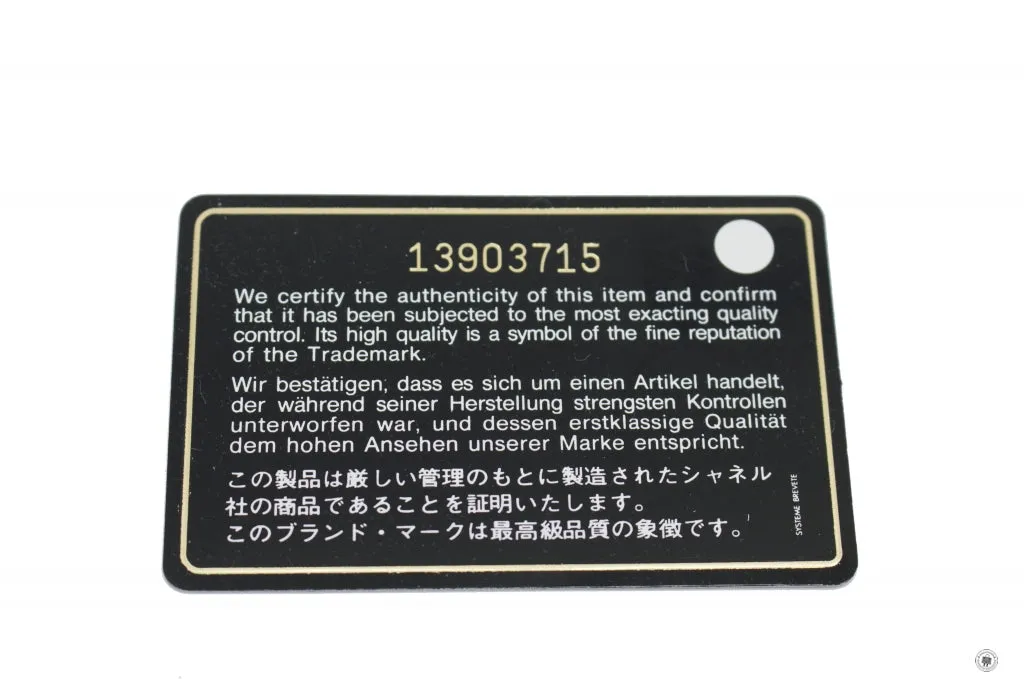 13903715
We certify the authenticity of this item and confirm
that it has been subjected to the most exacting quality
control. Its high quality is a symbol of the fine reputation
of the Trademark.
Wir bestätigen, dass es sich um einen Artikel handelt,
der während seiner Herstellung strengsten Kontrollen
unterworfen war, und dessen erstklassige Qualität
dem hohen Ansehen unserer Marke entspricht.
この製品は厳しい管理のもとに製造されたシャネル
社の商品であることを証明いたします。
このブランド・マークは最高級品質の象徴です。
SYSTEME BREVETE